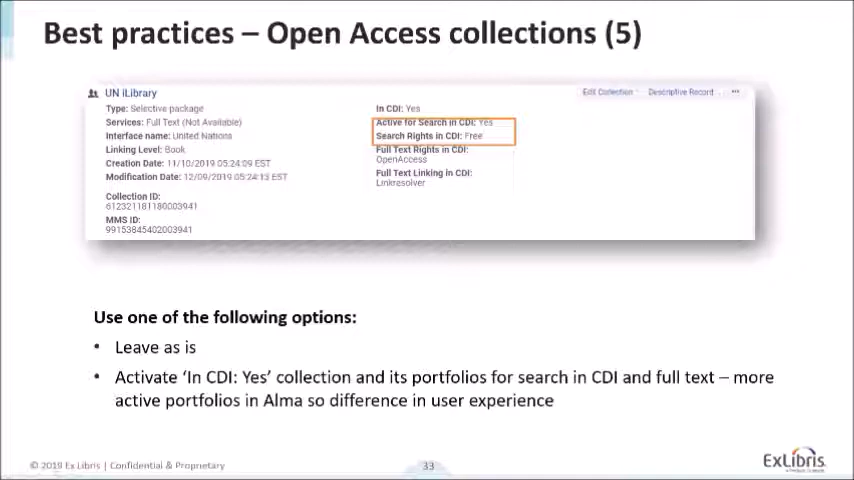 Best practices – Open Access collections (5)
UN iLibrary
Edit Collection
Descriptive Record
•••
Type: Selective package
Services: Full Text (Not Available)
Interface name: United Nations
Linking Level: Book
Creation Date: 11/10/2019 05:24:09 EST
Modification Date: 12/09/2019 05:24:13 EST
Collection ID:
612321181180003941
MMS ID:
99153845402003941
In CDI: Yes
Active for Search in CDI: Yes
Search Rights in CDI: Free
Full Text Rights in CDI:
OpenAccess
Full Text Linking in CDI:
Linkresolver
Use one of the following options:
• Leave as is
• Activate ‘In CDI: Yes’ collection and its portfolios for search in CDI and full text – more
active portfolios in Alma so difference in user experience
© 2019 Ex Libris | Confidential & Proprietary
33
ExLibris